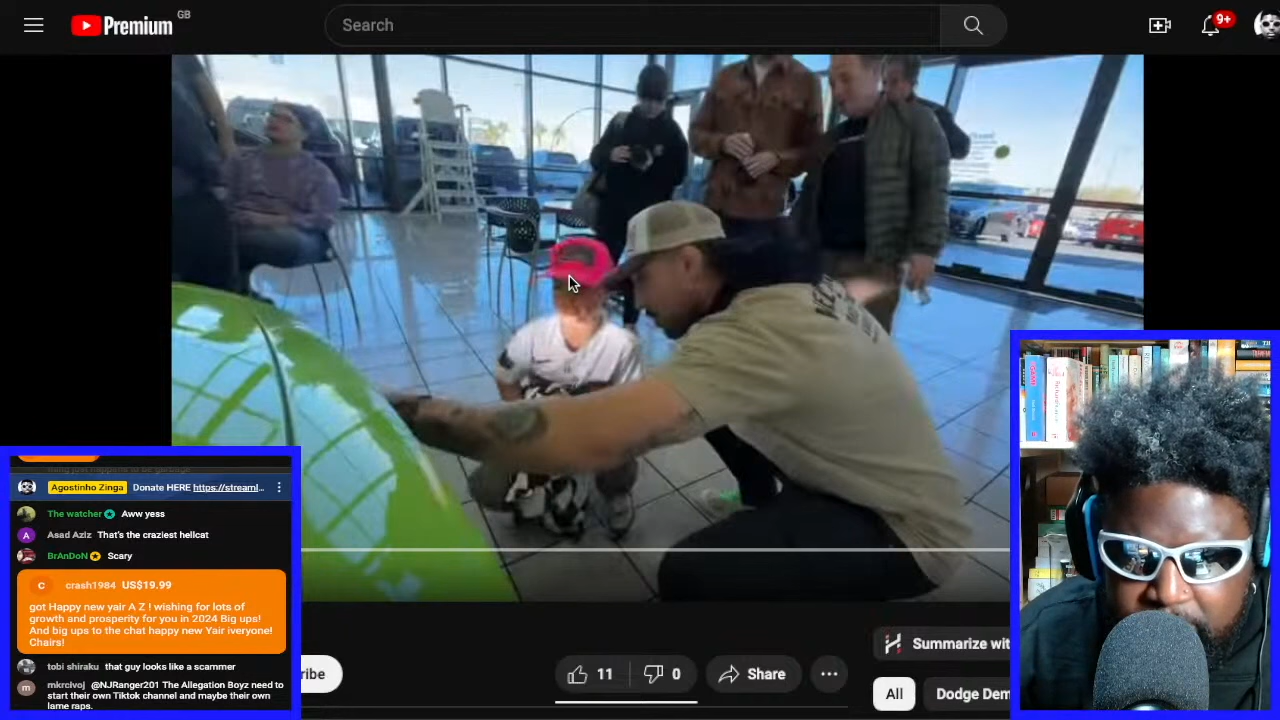 Premium GB
Search
9+
Agostinho Zinga Donate HERE https://streaml...
The watcher Aww yess
A Asad Aziz That's the craziest hellcat
BrAnDoN Scary
C crash1984 US$19.99
got Happy new yair A Z ! wishing for lots of
growth and prosperity for you in 2024 Big ups!
And big ups to the chat happy new Yair iveryone!
Chairs!
tobi shiraku that guy looks like a scammer
m mkrcivoj @NJRanger201 The Allegation Boyz need to
start their own Tiktok channel and maybe their own
lame raps.
ribe
11
0
Share
Summarize wit
All
Dodge Dem